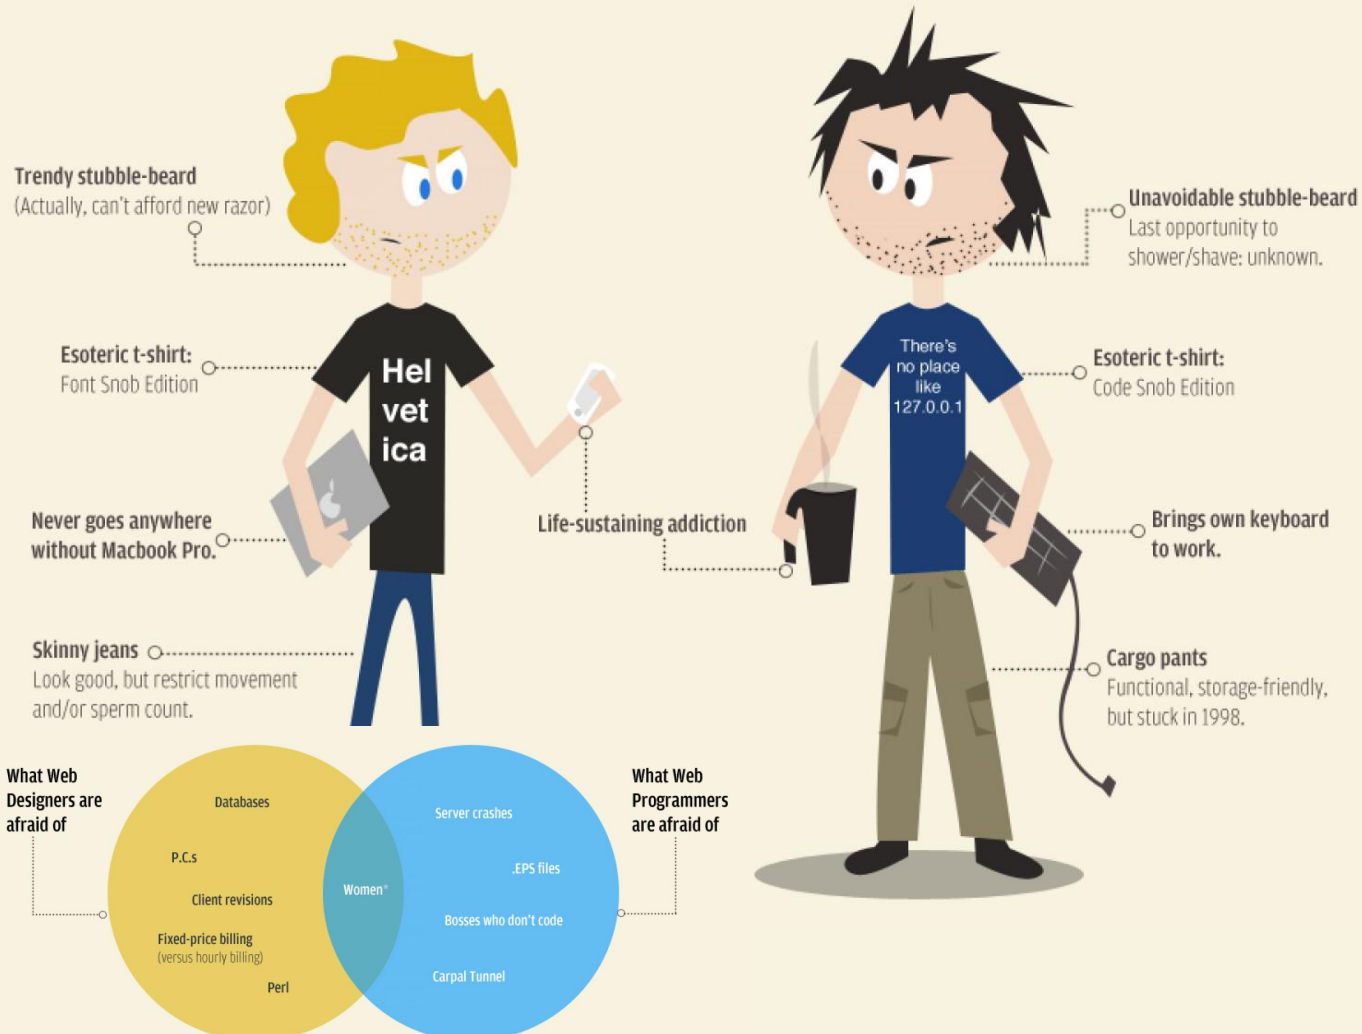 Trendy stubble-beard
(Actually, can't afford new razor)
Esoteric t-shirt:
Font Snob Edition
Never goes anywhere
without Macbook Pro.
Skinny jeans
Look good, but restrict movement
and/or sperm count.
Hel
vet
ica
Life-sustaining addiction
There's
no place
like
127.0.0.1
Unavoidable stubble-beard
Last opportunity to
shower/shave: unknown.
Esoteric t-shirt:
Code Snob Edition
Brings own keyboard
to work.
Cargo pants
Functional, storage-friendly,
but stuck in 1998.
What Web
Designers are
afraid of
Databases
P.C.s
Client revisions
Fixed-price billing
(versus hourly billing)
Perl
Women*
Server crashes
.EPS files
Bosses who don't code
Carpal Tunnel
What Web
Programmers
are afraid of